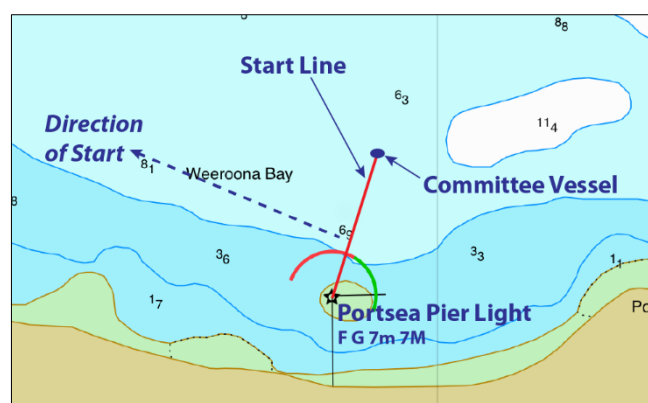 8₈
Start Line
6₃
Direction
of Start
11₄
8₁
Weeroona Bay
Committee Vessel
8
6₉
3₆
3₃
1₁
1₇
Portsea Pier Light
F G 7m 7M
Po